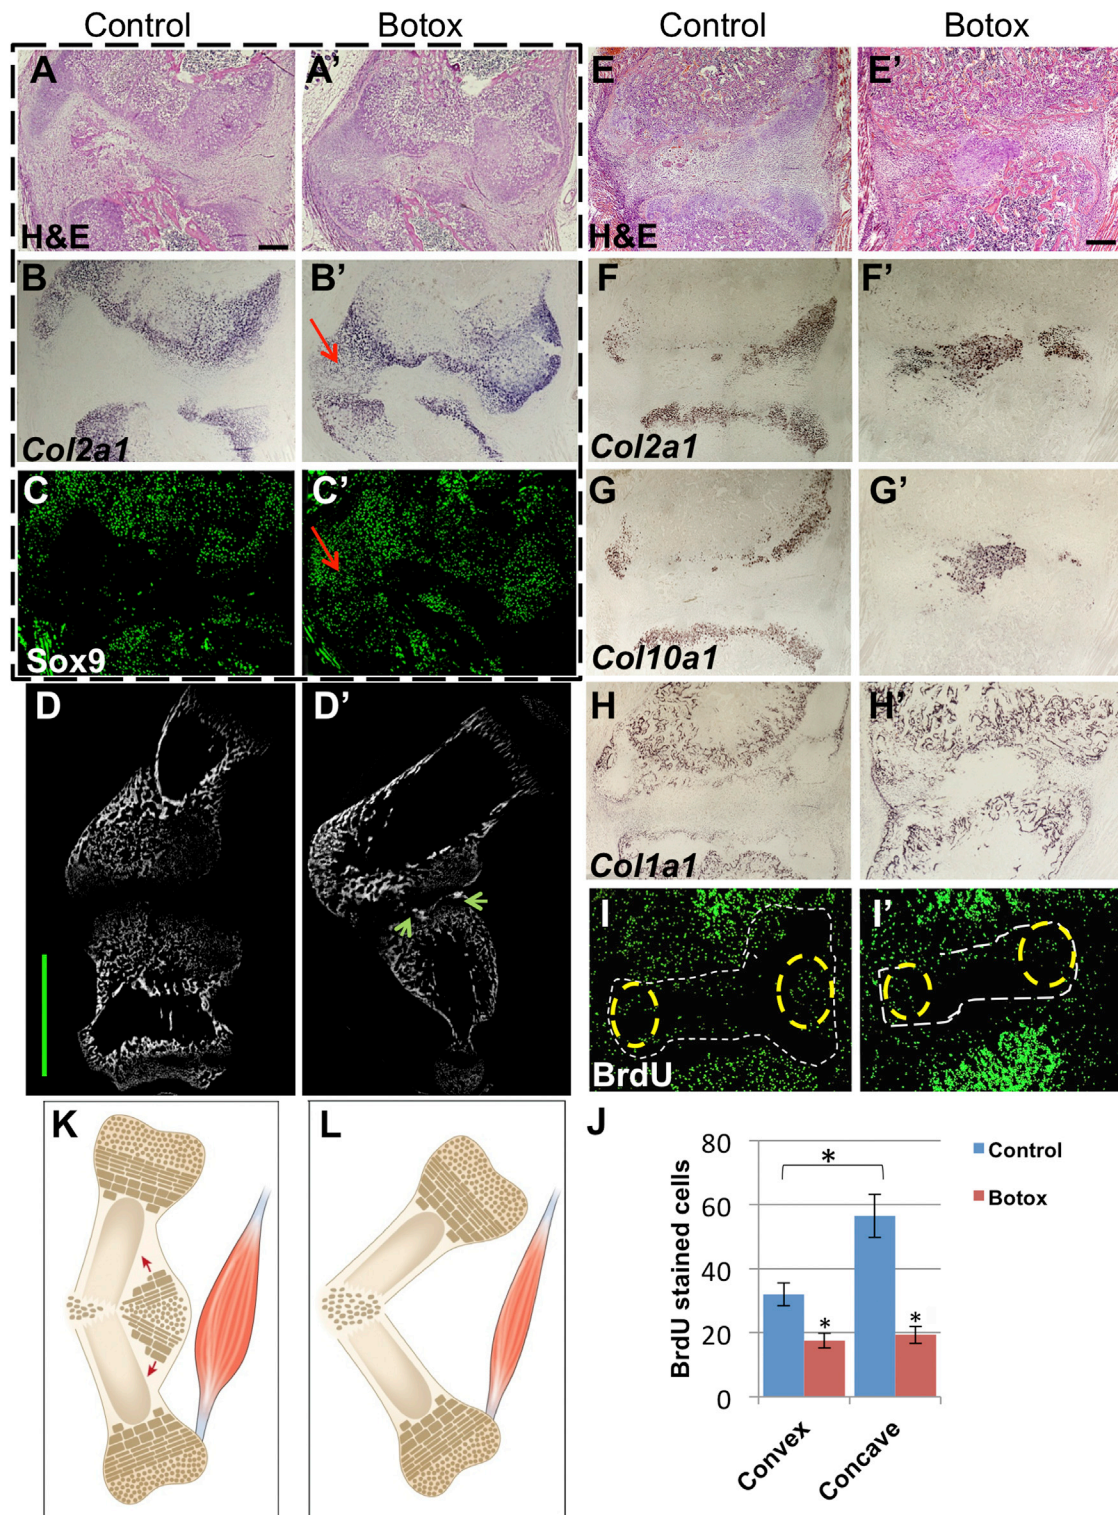 Control Botox Control Botox
A A' E E'
H&E H&E
B B' F F'
Col2a1 Col2a1
C C' G G'
Sox9 Col10a1
D D' H H'
Col1a1
I I'
BrdU
K L J
80
60
40
20
0
BrdU stained cells
*
* *
Control
Botox
Convex Concave